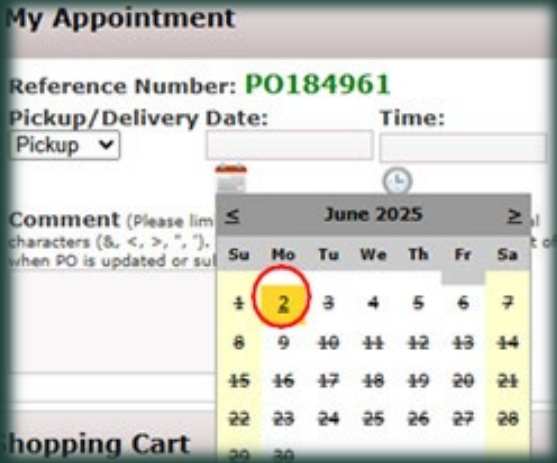 My Appointment
Reference Number: PO184961
Pickup/Delivery Date: Time:
Pickup
Comment (Please lim
characters (&, <, >, ", ').
when PO is updated or su
< June 2025 >
Su Mo Tu We Th Fr Sa
1 2 3 4 5 6 7
8 9 10 11 12 13 14
15 16 17 18 19 20 21
22 23 24 25 26 27 28
29 30
hopping Cart